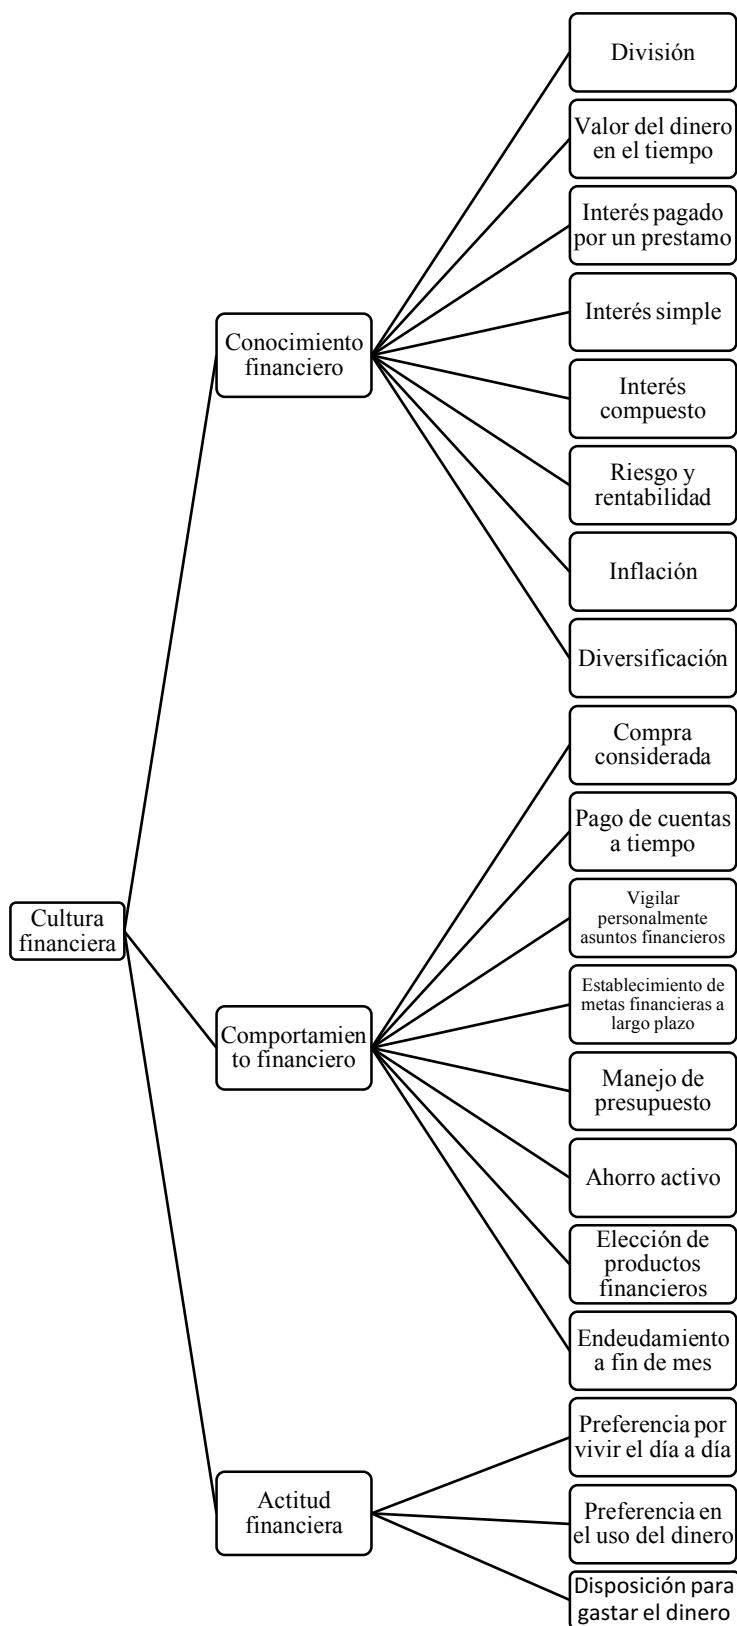 División
Valor del dinero
en el tiempo
Interés pagado
por un prestamo
Interés simple
Interés
compuesto
Riesgo y
rentabilidad
Inflación
Diversificación
Conocimiento
financiero
Compra
considerada
Pago de cuentas
a tiempo
Vigilar
personalmente
asuntos financieros
Establecimiento de
metas financieras a
largo plazo
Manejo de
presupuesto
Ahorro activo
Elección de
productos
financieros
Endeudamiento
a fin de mes
Cultura
financiera
Comportamien
to financiero
Preferencia por
vivir el día a día
Preferencia en
el uso del dinero
Disposición para
gastar el dinero
Actitud
financiera